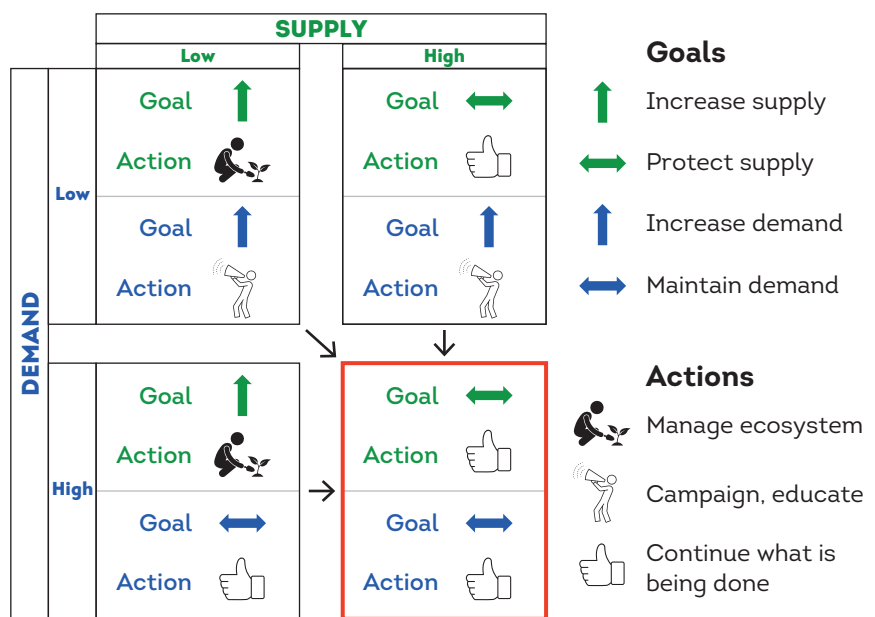 SUPPLY
Low
High
DEMAND
Low
Goal
Action
Goal
Action
Goal
Action
Goal
Action
High
Goal
Action
Goal
Action
Goal
Action
Goal
Action
Goals
Increase supply
Protect supply
Increase demand
Maintain demand
Actions
Manage ecosystem
Campaign, educate
Continue what is
being done